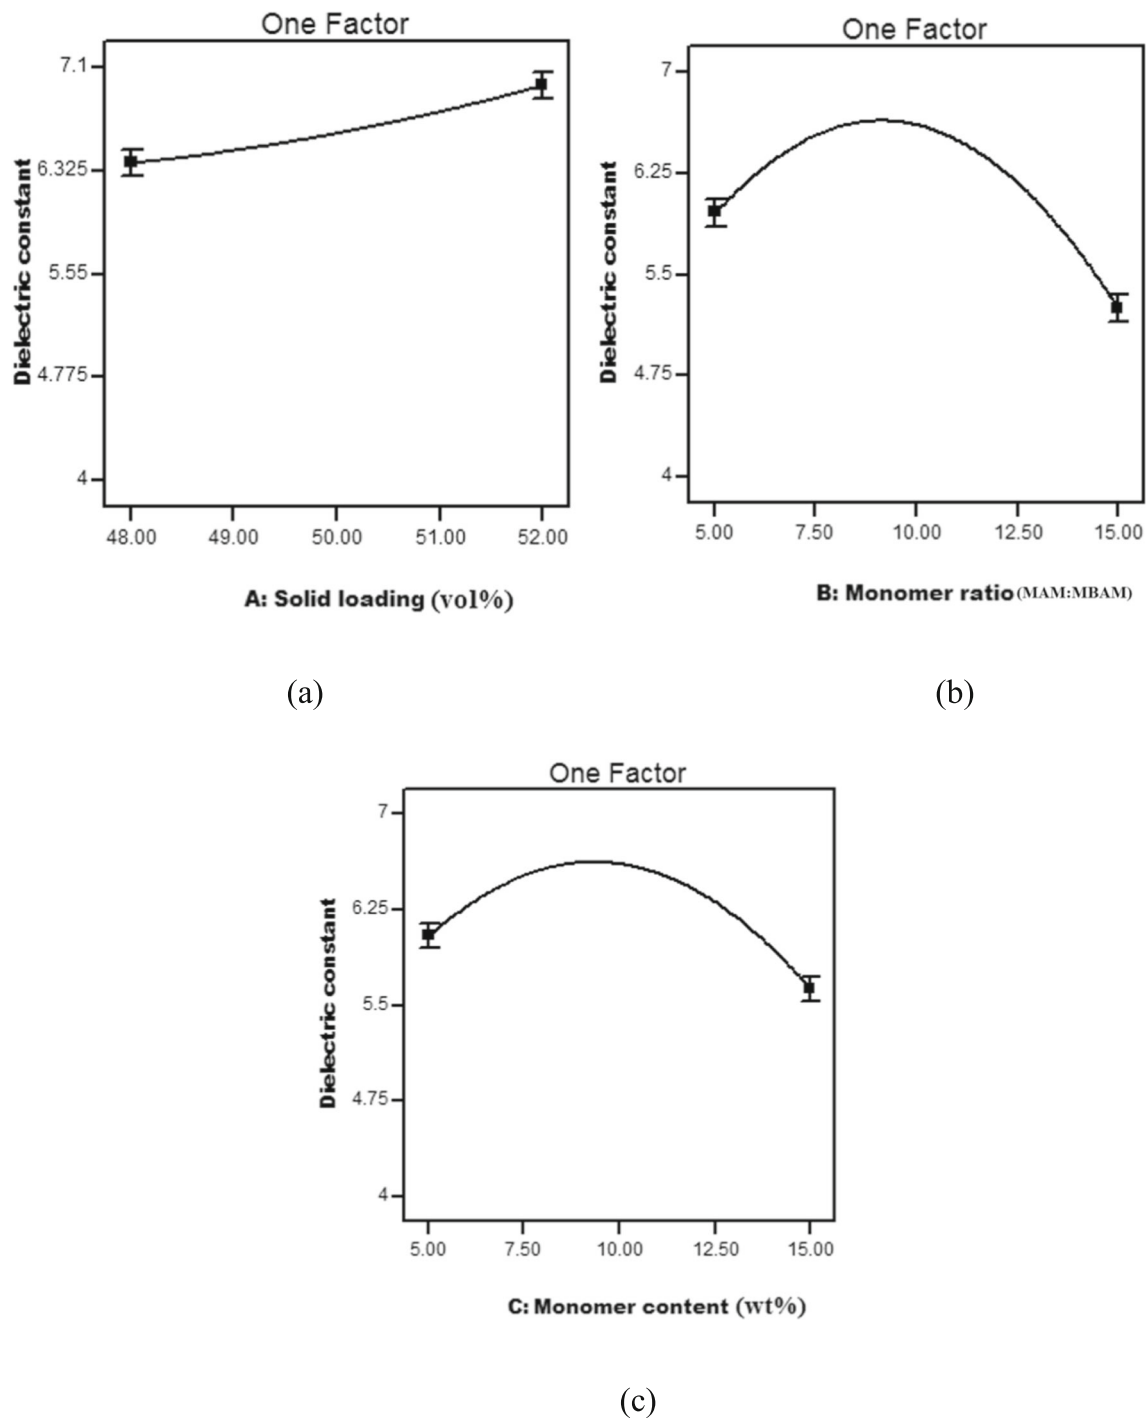 One Factor
7.1
6.325
5.55
4.775
4
Dielectric constant
48.00 49.00 50.00 51.00 52.00
A: Solid loading (vol%)
(a)
One Factor
7
6.25
5.5
4.75
4
Dielectric constant
5.00 7.50 10.00 12.50 15.00
B: Monomer ratio (MAM:MBAM)
(b)
One Factor
7
6.25
5.5
4.75
4
Dielectric constant
5.00 7.50 10.00 12.50 15.00
C: Monomer content (wt%)
(c)